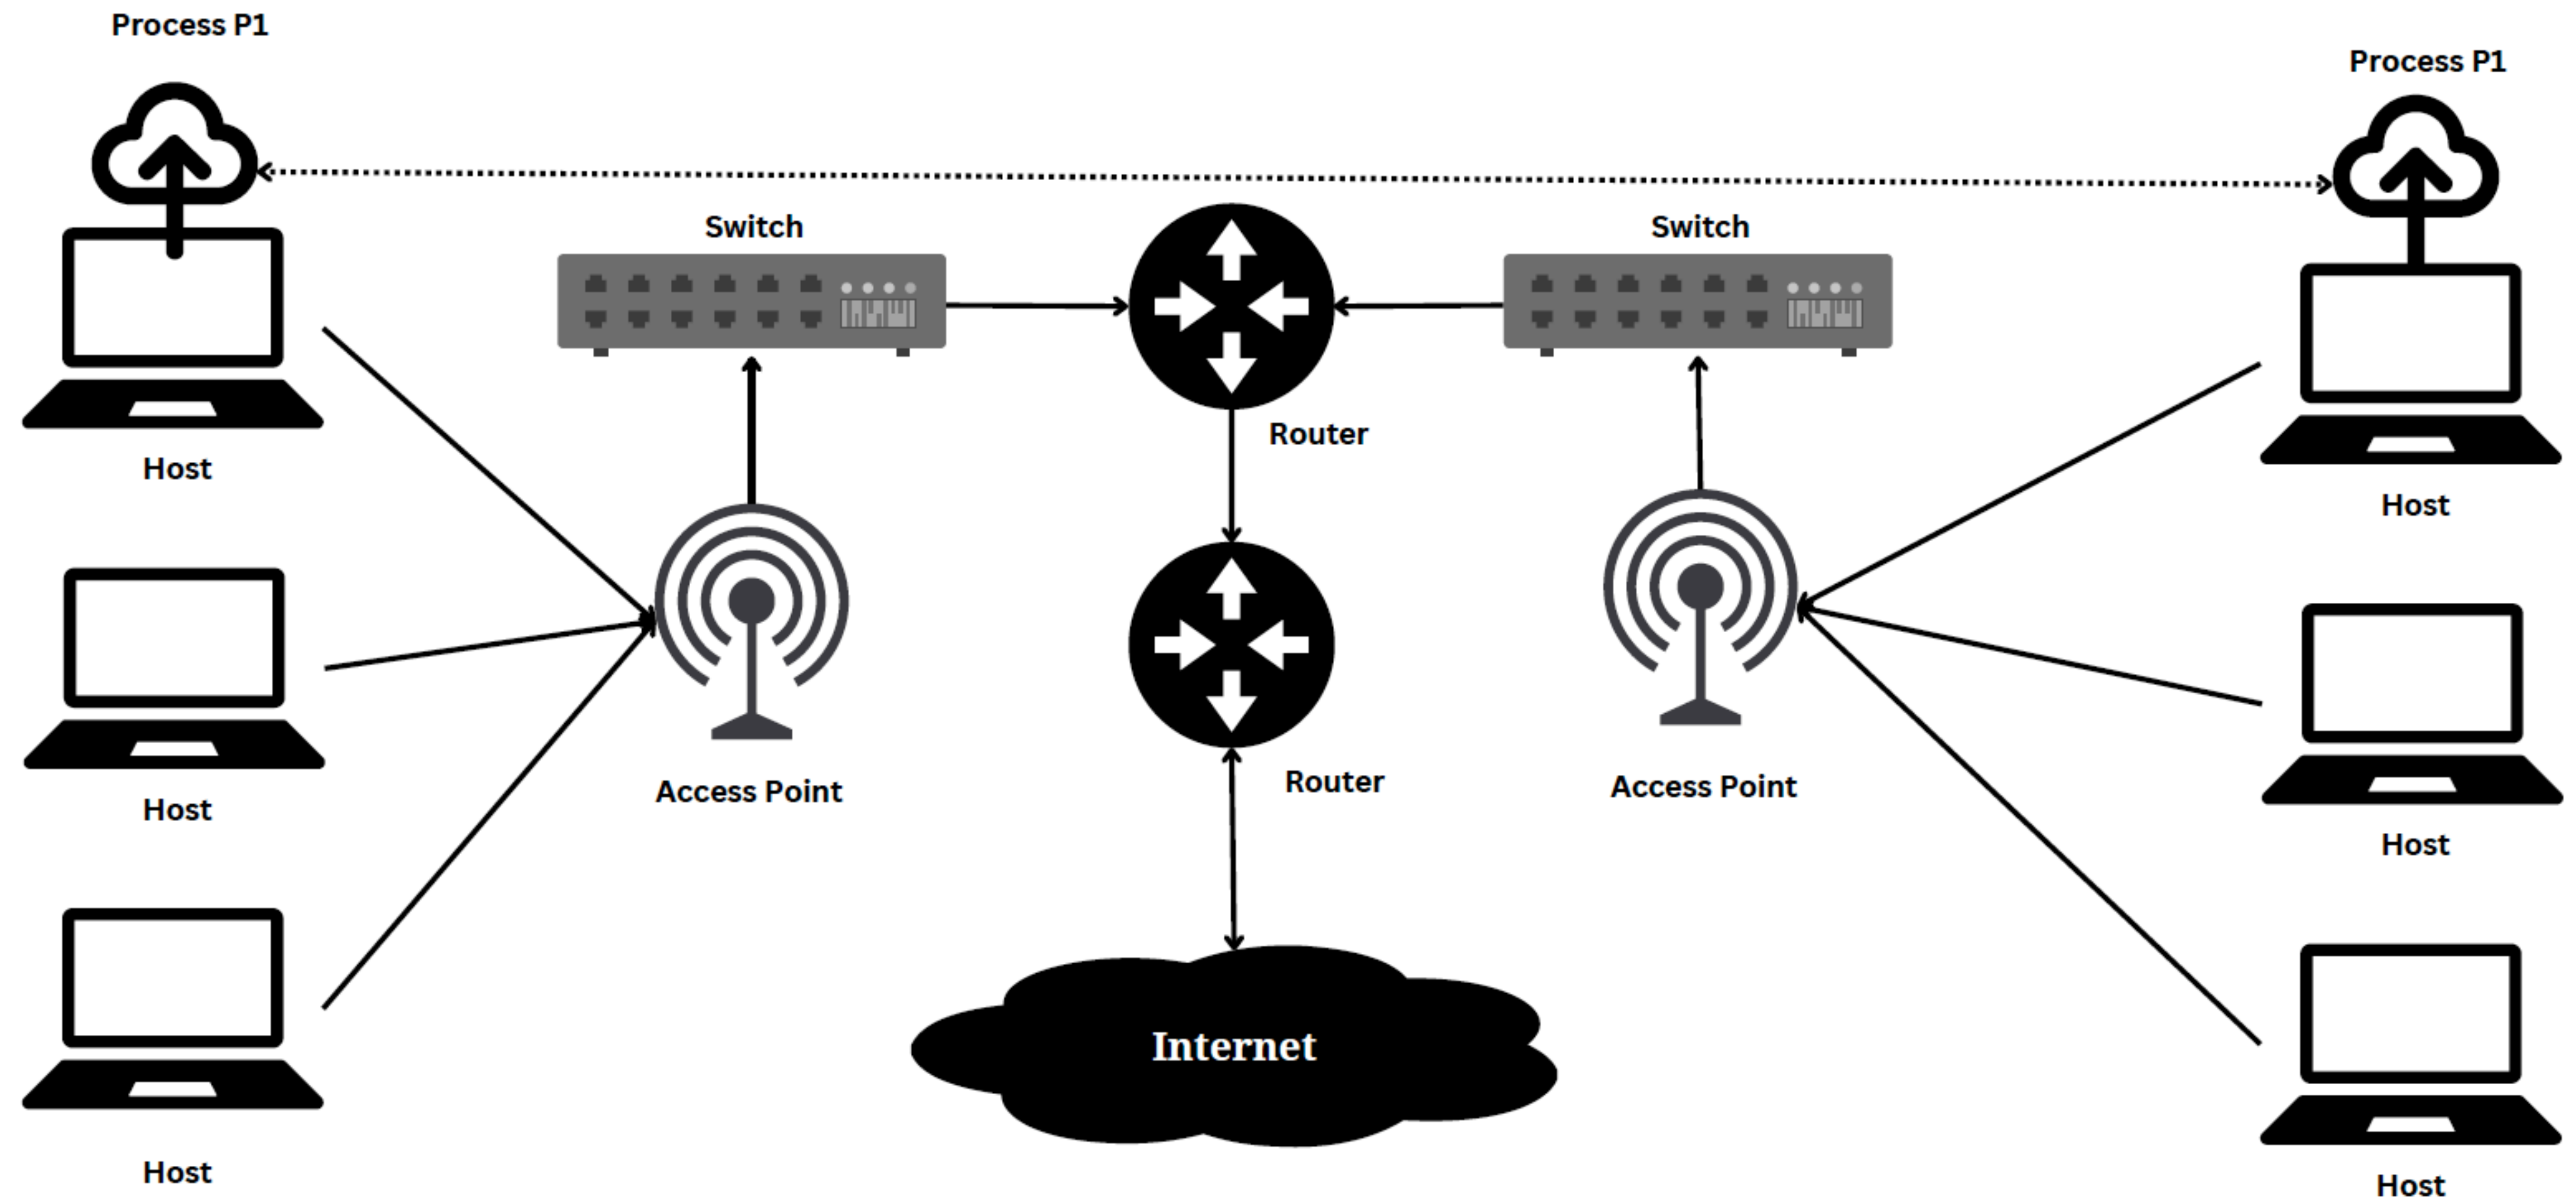 Process P1
Process P1
Switch
Switch
Router
Host
Host
Router
Access Point
Access Point
Host
Host
Internet
Host
Host